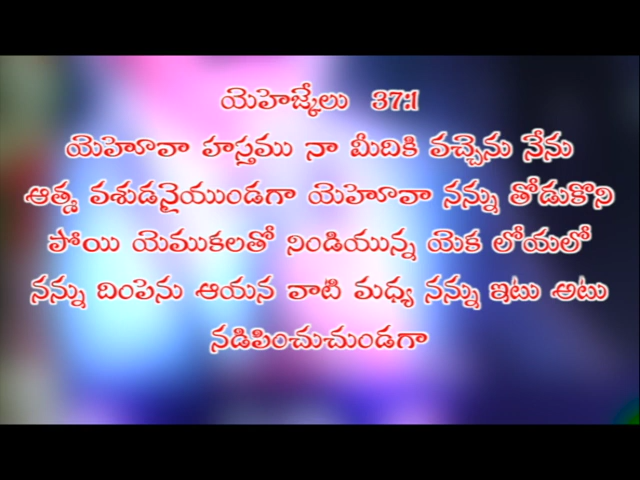 యెహెజ్కేలు 37:1
యెహెూవా హస్తము నా మీదికి వచ్చెను నేను
ఆత్మ వశుడనైయుండగా యెహెూవా నన్ను తోడుకొని
పోయి యెముకలతో నిండియున్న యెక లోయలో
నన్ను దింపెను ఆయన వాటి మధ్య నన్ను ఇటు అటు
నడిపించుచుండగా